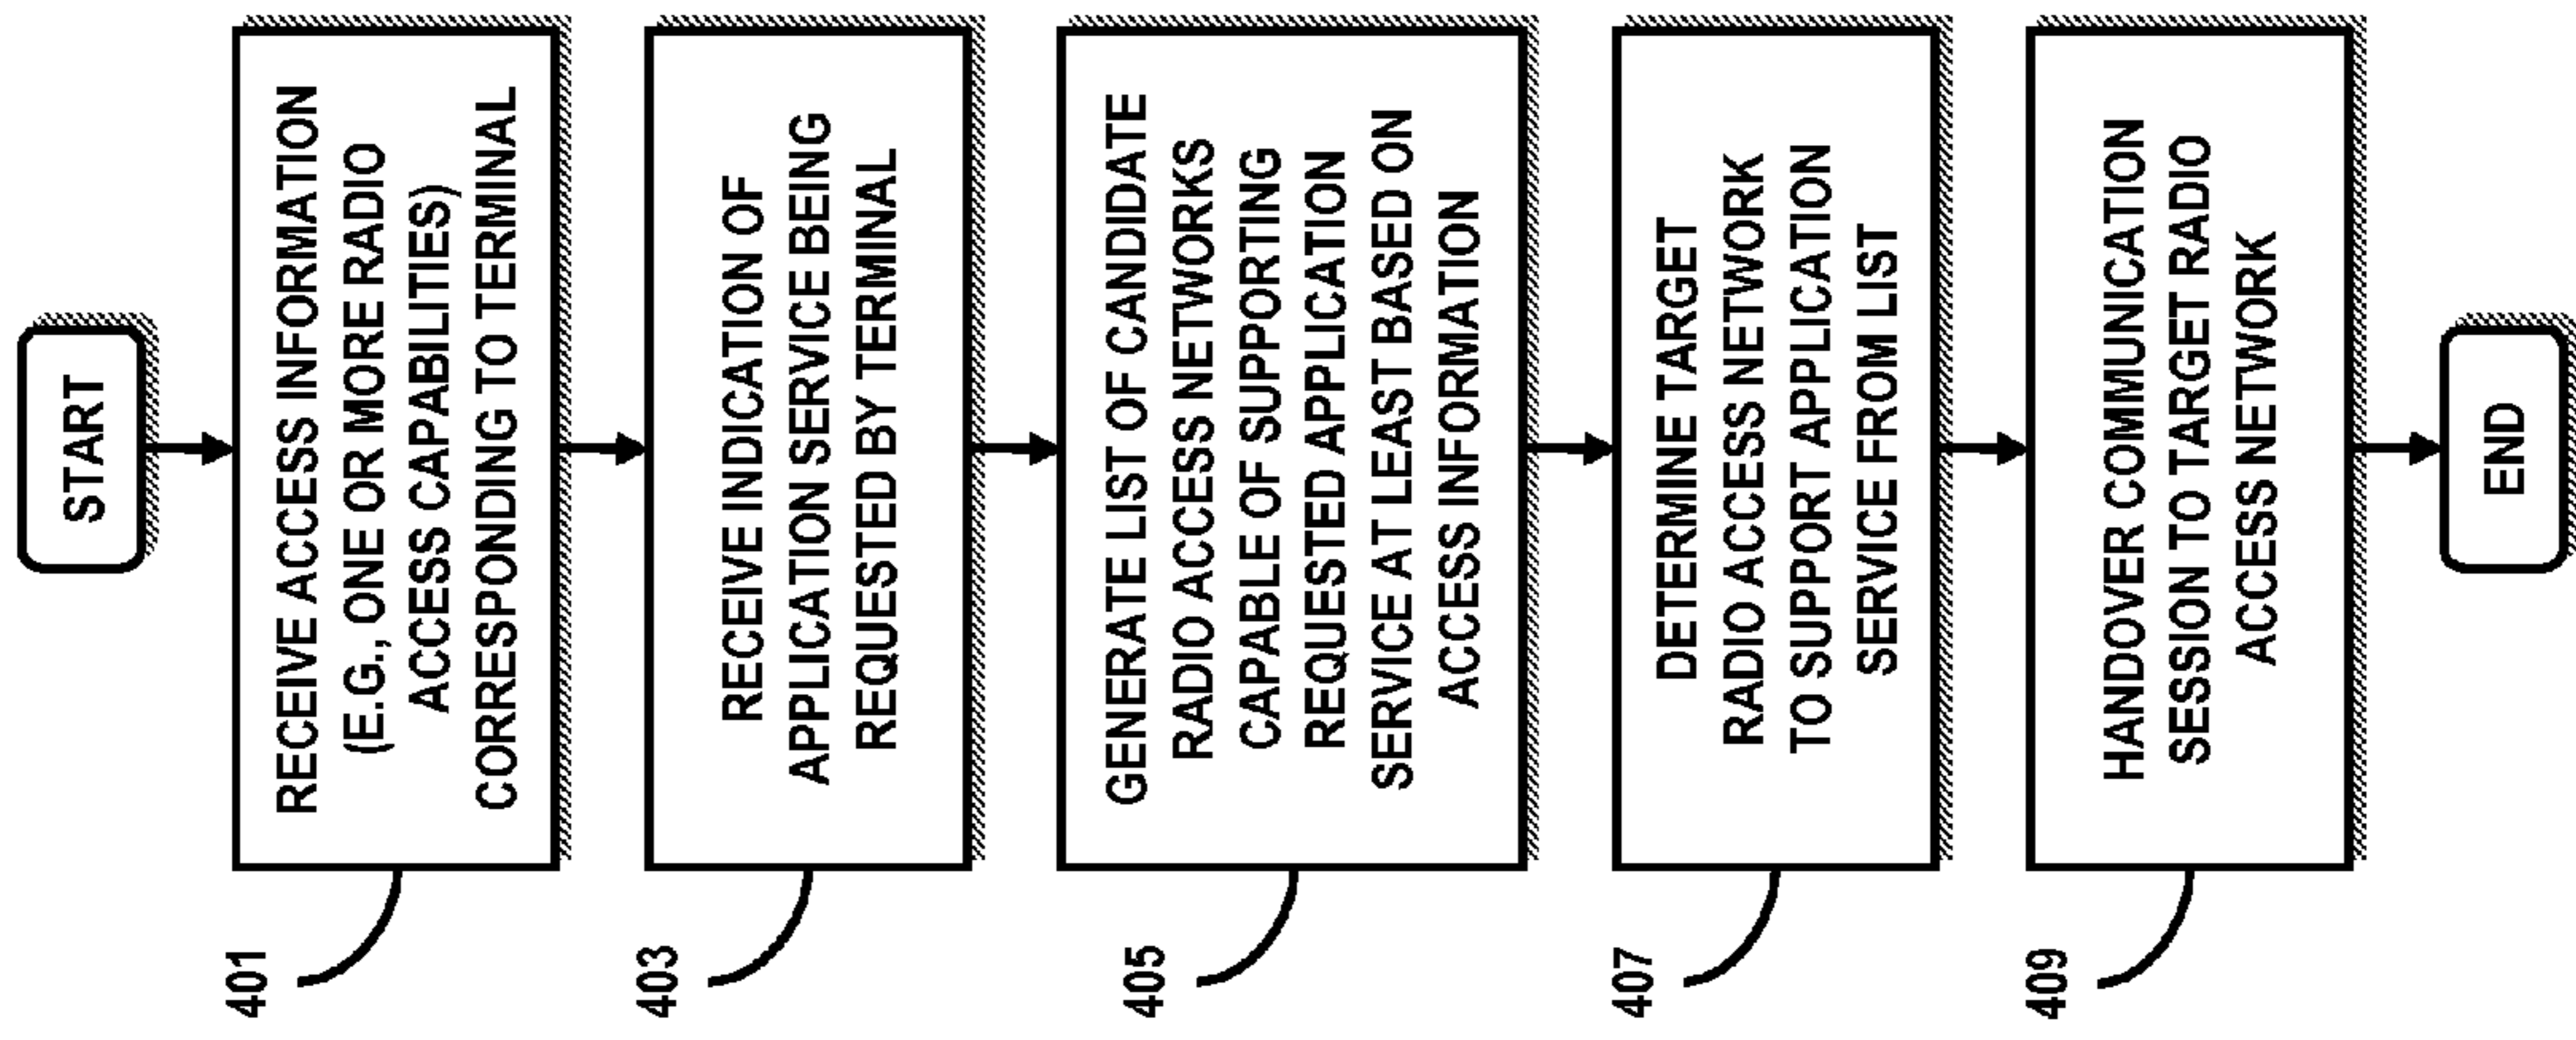 START
RECEIVE ACCESS INFORMATION
(E.G., ONE OR MORE RADIO
ACCESS CAPABILITIES)
CORRESPONDING TO TERMINAL
401
RECEIVE INDICATION OF
APPLICATION SERVICE BEING
REQUESTED BY TERMINAL
403
GENERATE LIST OF CANDIDATE
RADIO ACCESS NETWORKS
CAPABLE OF SUPPORTING
REQUESTED APPLICATION
SERVICE AT LEAST BASED ON
ACCESS INFORMATION
405
DETERMINE TARGET
RADIO ACCESS NETWORK
TO SUPPORT APPLICATION
SERVICE FROM LIST
407
HANDOVER COMMUNICATION
SESSION TO TARGET RADIO
ACCESS NETWORK
409
END